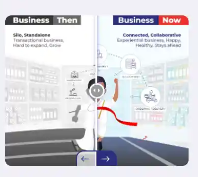 Business Then
Business Now
Silo, Standalone
Transactional business,
Hard to expand, Grow
Connected, Collaborative
Experiential business, Happy,
Healthy, Stays ahead